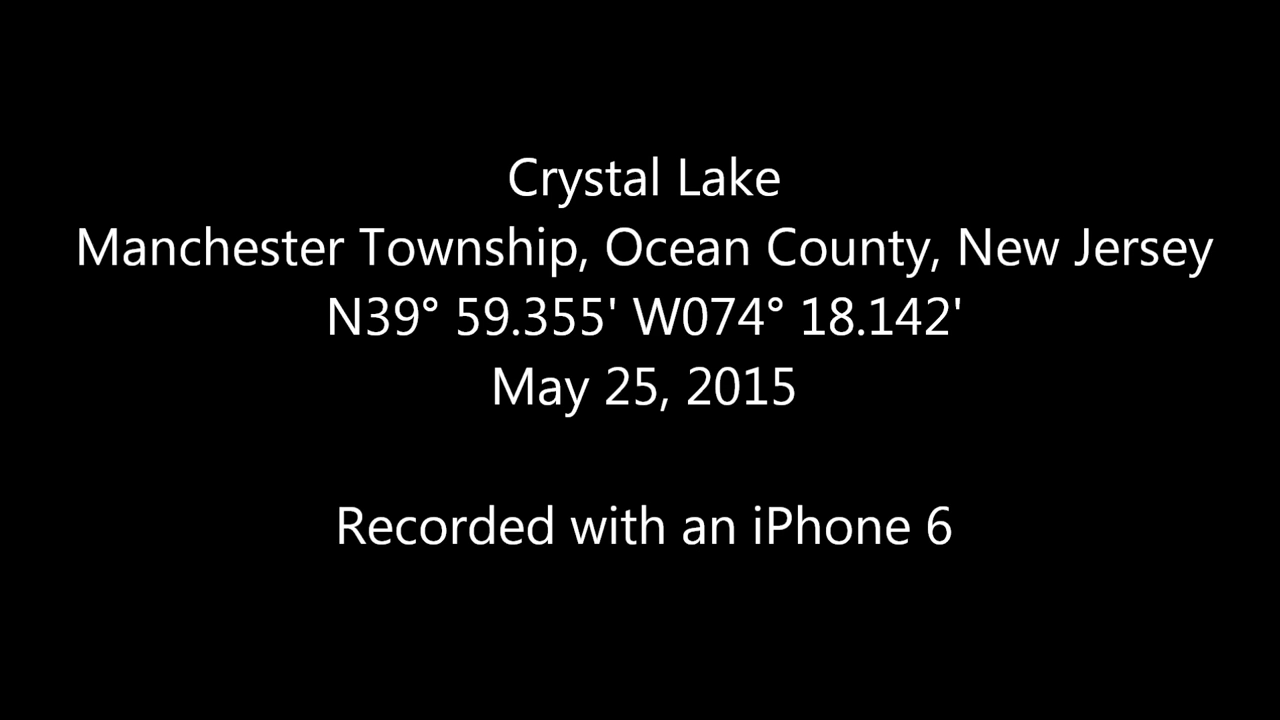 Crystal Lake
Manchester Township, Ocean County, New Jersey
N39° 59.355' W074° 18.142'
May 25, 2015
Recorded with an iPhone 6